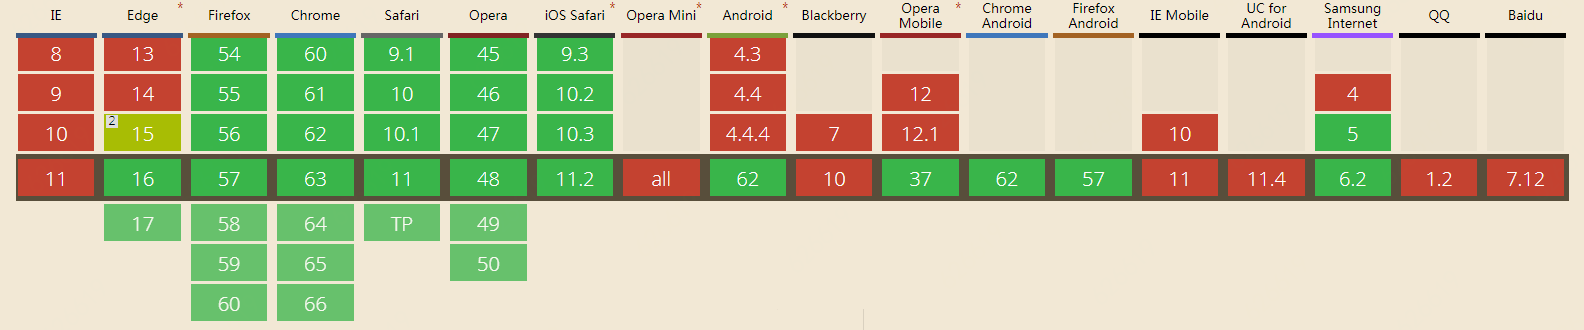 IE Edge * Firefox Chrome Safari Opera iOS Safari * Opera Mini * Android * Blackberry Opera Mobile * Chrome Android Firefox Android IE Mobile UC for Android Samsung Internet QQ Baidu
8 13 54 60 9.1 45 9.3 4.3
9 14 55 61 10 46 10.2 4.4 12 4
10 2 15 56 62 10.1 47 10.3 4.4.4 7 12.1 10 5
11 16 57 63 11 48 11.2 all 62 10 37 62 57 11 11.4 6.2 1.2 7.12
17 58 64 TP 49
59 65 50
60 66